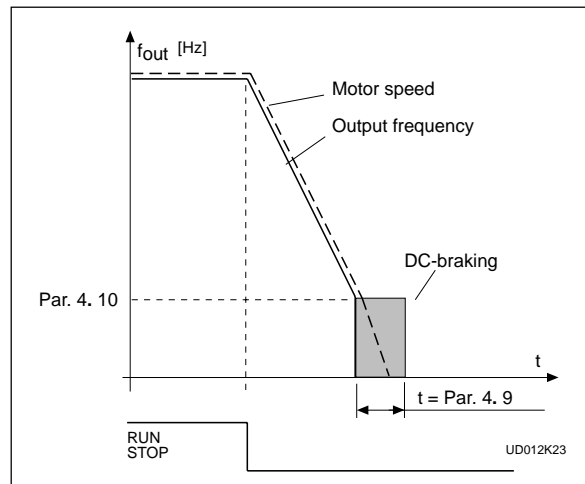 fout [Hz]
Motor speed
Output frequency
DC-braking
Par. 4. 10
t
t = Par. 4. 9
RUN
STOP
UD012K23